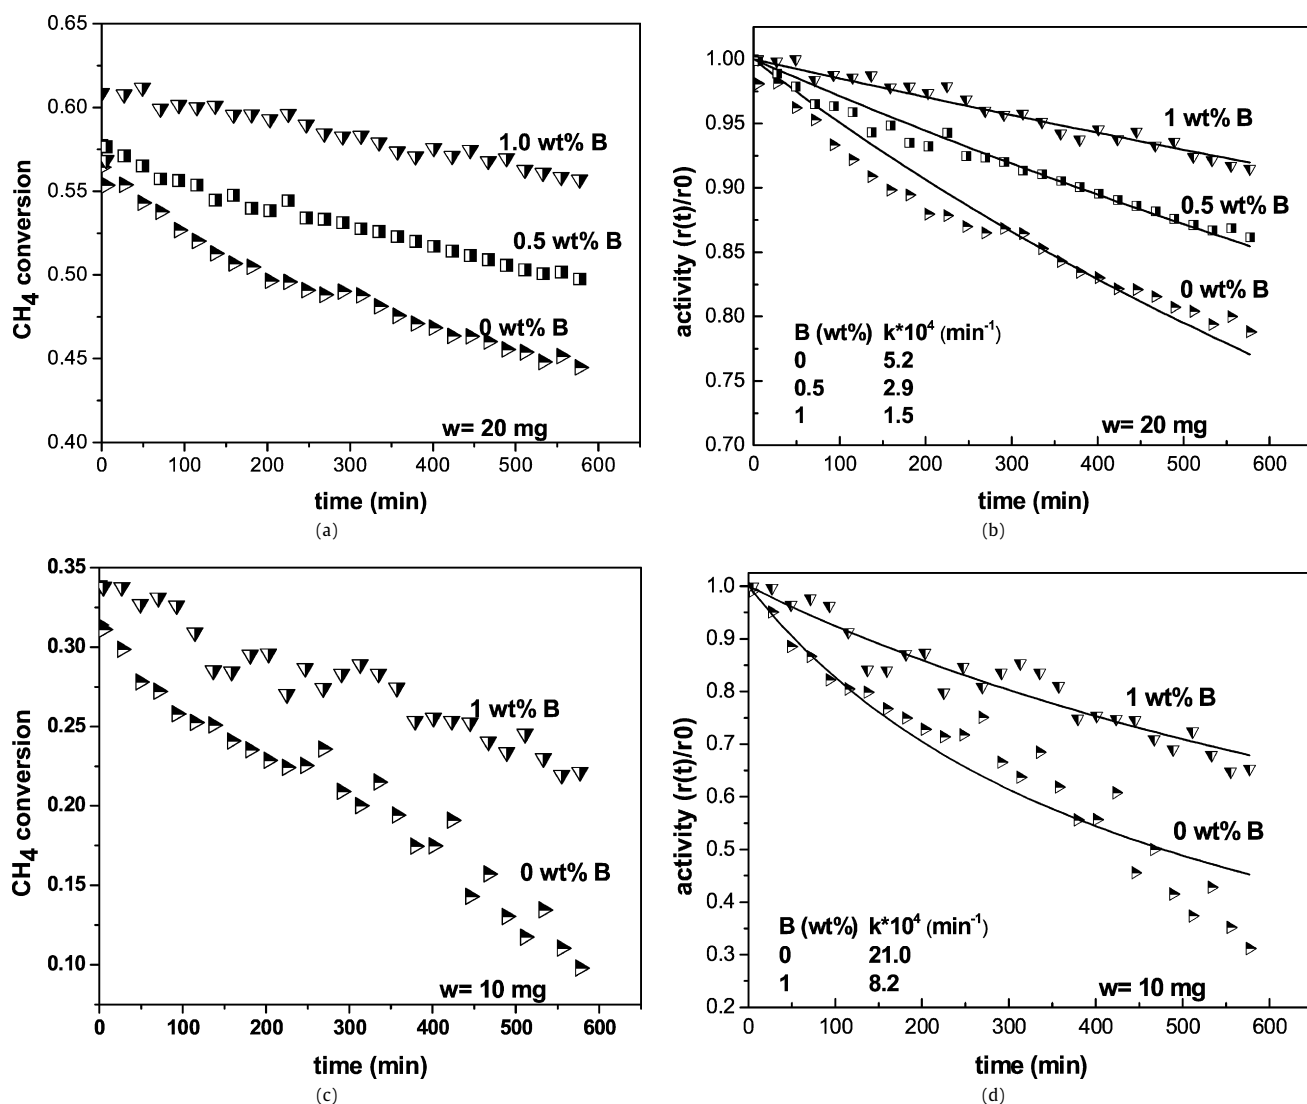 0.65
0.60
0.55
0.50
0.45
0.40
CH4 conversion
1.0 wt% B
0.5 wt% B
0 wt% B
w= 20 mg
0 100 200 300 400 500 600
time (min)
(a)
1.00
0.95
0.90
0.85
0.80
0.75
0.70
activity (r(t)/r0)
1 wt% B
0.5 wt% B
0 wt% B
B (wt%) k*10^4 (min^-1)
0 5.2
0.5 2.9
1 1.5
w= 20 mg
0 100 200 300 400 500 600
time (min)
(b)
0.35
0.30
0.25
0.20
0.15
0.10
CH4 conversion
1 wt% B
0 wt% B
w= 10 mg
0 100 200 300 400 500 600
time (min)
(c)
1.0
0.9
0.8
0.7
0.6
0.5
0.4
0.3
0.2
activity (r(t)/r0)
1 wt% B
0 wt% B
B (wt%) k*10^4 (min^-1)
0 21.0
1 8.2
w= 10 mg
0 100 200 300 400 500 600
time (min)
(d)